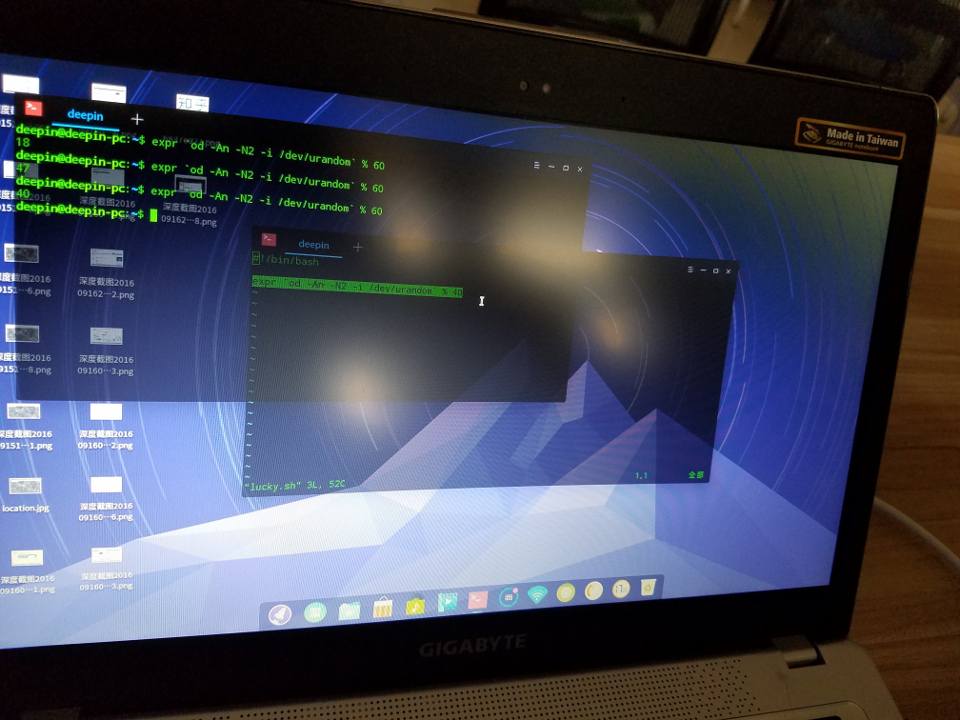 Made in Taiwan
GIGABYTE notebook
知乎
deepin
deepin@deepin-pc:~$ expr `od -An -N2 -i /dev/urandom` % 60
18
deepin@deepin-pc:~$ expr `od -An -N2 -i /dev/urandom` % 60
47
deepin@deepin-pc:~$ expr `od -An -N2 -i /dev/urandom` % 60
40
deepin@deepin-pc:~$
09162…8.png
deepin
#!/bin/bash
expr `od -An -N2 -i /dev/urandom` % 40
~
~
~
~
~
~
~
~
~
~
~
~
~
"lucky.sh" 3L, 52C
1,1
全部
深度截图2016
…6.png
深度截图2016
09162…2.png
深度截图2016
09151…8.png
深度截图2016
09160…3.png
深度截图2016
09151…1.png
深度截图2016
09160…2.png
location.jpg
深度截图2016
09160…6.png
深度截图2016
09160…1.png
深度截图2016
09160…3.png
GIGABYTE